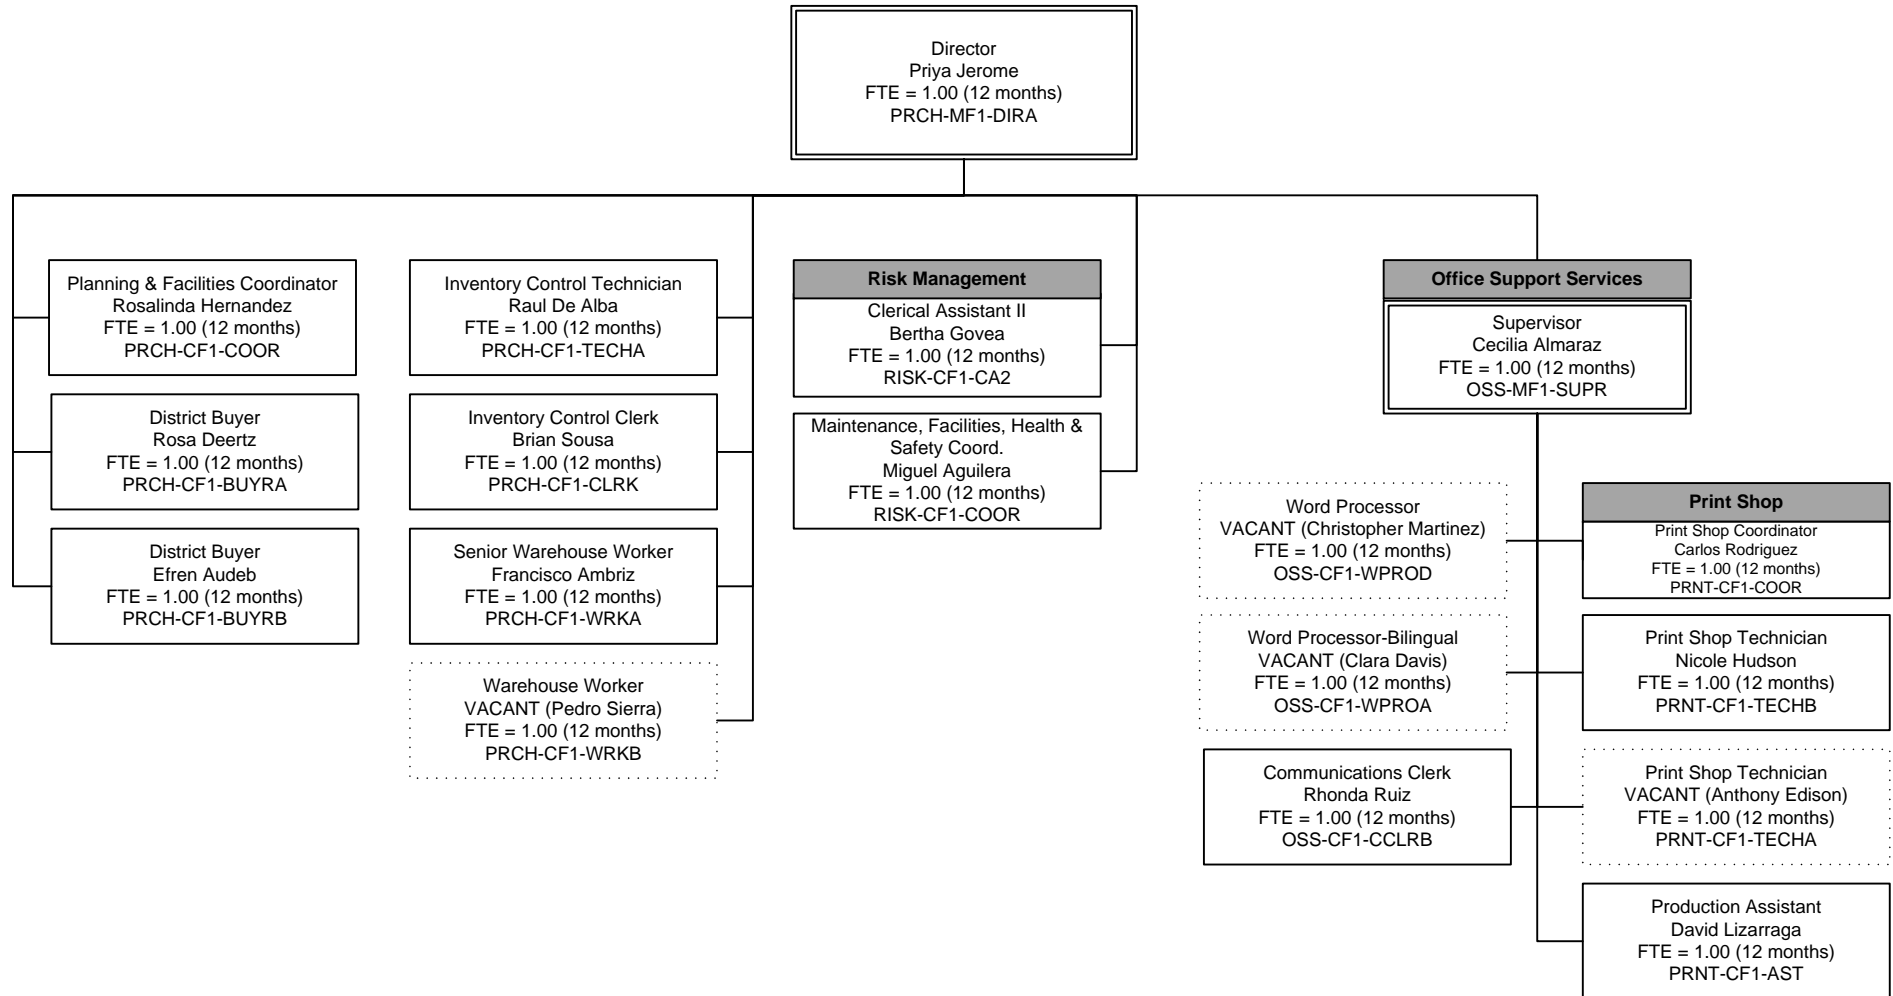 Director
Priya Jerome
FTE = 1.00 (12 months)
PRCH-MF1-DIRA
Planning & Facilities Coordinator
Rosalinda Hernandez
FTE = 1.00 (12 months)
PRCH-CF1-COOR
District Buyer
Rosa Deertz
FTE = 1.00 (12 months)
PRCH-CF1-BUYRA
District Buyer
Efren Audeb
FTE = 1.00 (12 months)
PRCH-CF1-BUYRB
Inventory Control Technician
Raul De Alba
FTE = 1.00 (12 months)
PRCH-CF1-TECHA
Inventory Control Clerk
Brian Sousa
FTE = 1.00 (12 months)
PRCH-CF1-CLRK
Senior Warehouse Worker
Francisco Ambriz
FTE = 1.00 (12 months)
PRCH-CF1-WRKA
Warehouse Worker
VACANT (Pedro Sierra)
FTE = 1.00 (12 months)
PRCH-CF1-WRKB
Risk Management
Clerical Assistant II
Bertha Govea
FTE = 1.00 (12 months)
RISK-CF1-CA2
Maintenance, Facilities, Health &
Safety Coord.
Miguel Aguilera
FTE = 1.00 (12 months)
RISK-CF1-COOR
Office Support Services
Supervisor
Cecilia Almaraz
FTE = 1.00 (12 months)
OSS-MF1-SUPR
Word Processor
VACANT (Christopher Martinez)
FTE = 1.00 (12 months)
OSS-CF1-WPROD
Word Processor-Bilingual
VACANT (Clara Davis)
FTE = 1.00 (12 months)
OSS-CF1-WPROA
Communications Clerk
Rhonda Ruiz
FTE = 1.00 (12 months)
OSS-CF1-CCLRB
Print Shop
Print Shop Coordinator
Carlos Rodriguez
FTE = 1.00 (12 months)
PRNT-CF1-COOR
Print Shop Technician
Nicole Hudson
FTE = 1.00 (12 months)
PRNT-CF1-TECHB
Print Shop Technician
VACANT (Anthony Edison)
FTE = 1.00 (12 months)
PRNT-CF1-TECHA
Production Assistant
David Lizarraga
FTE = 1.00 (12 months)
PRNT-CF1-AST